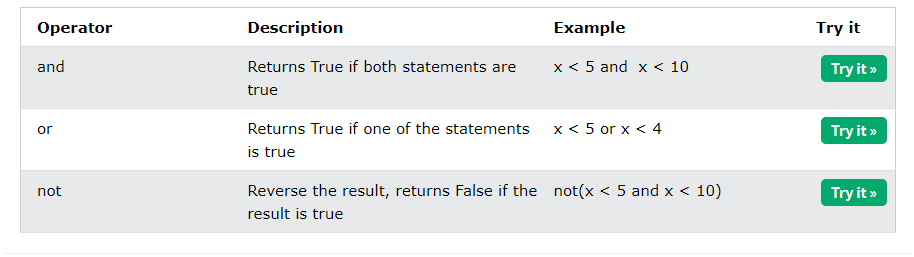 Operator Description Example Try it
and Returns True if both statements are x < 5 and  x < 10 Try it »
true
or Returns True if one of the statements x < 5 or x < 4 Try it »
is true
not Reverse the result, returns False if the not(x < 5 and x < 10) Try it »
result is true